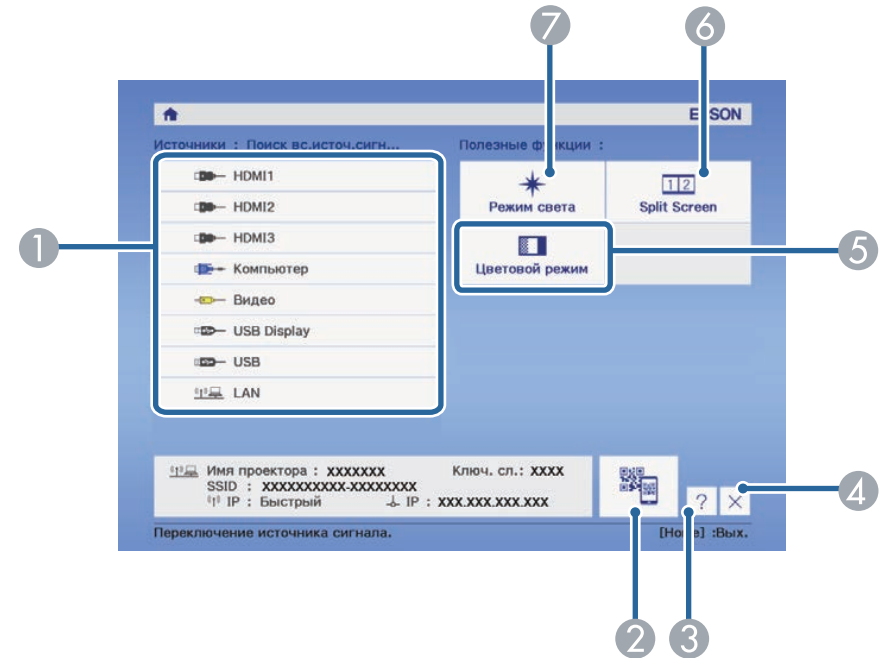 7
6
EPSON
Источники : Поиск вс.источ.сигн...
Полезные функции :
HDMI1
HDMI2
HDMI3
Компьютер
Видео
USB Display
USB
LAN
Режим света
1 2
Split Screen
Цветовой режим
1
5
Имя проектора : XXXXXXX
Ключ. сл.: XXXX
SSID : XXXXXXXXXX-XXXXXXXX
IP : Быстрый
IP : XXX.XXX.XXX.XXX
?
4
Переключение источника сигнала.
[Home] :Вых.
2
3